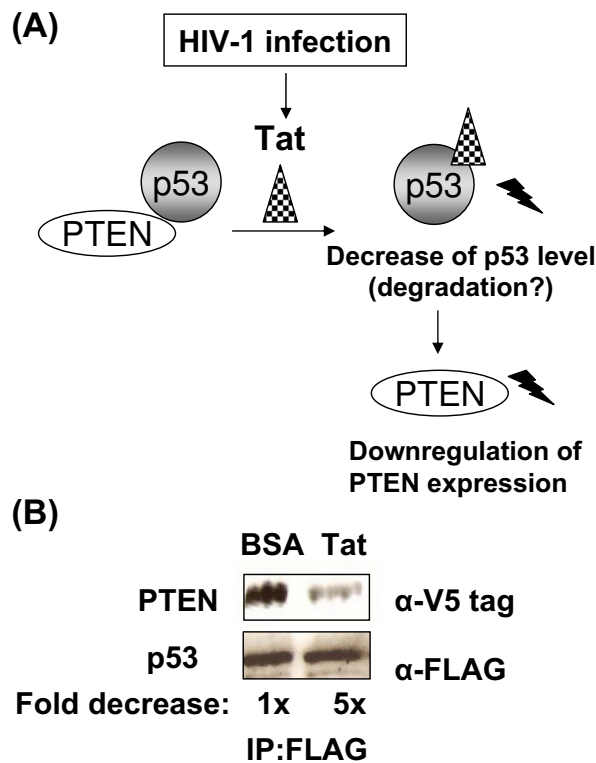 (A)
HIV-1 infection
Tat
p53
PTEN
p53
Decrease of p53 level
(degradation?)
PTEN
Downregulation of
PTEN expression
(B)
BSA Tat
PTEN α-V5 tag
p53 α-FLAG
Fold decrease: 1x 5x
IP:FLAG